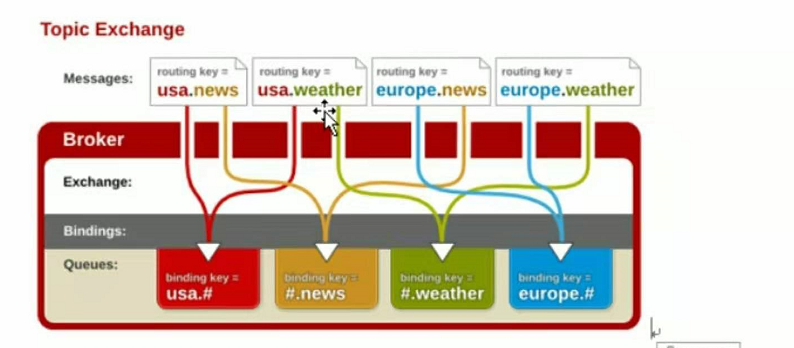 Topic Exchange
Messages:
routing key =
usa.news
routing key =
usa.weather
routing key =
europe.news
routing key =
europe.weather
Broker
Exchange:
Bindings:
Queues:
binding key =
usa.#
binding key =
#.news
binding key =
#.weather
binding key =
europe.#